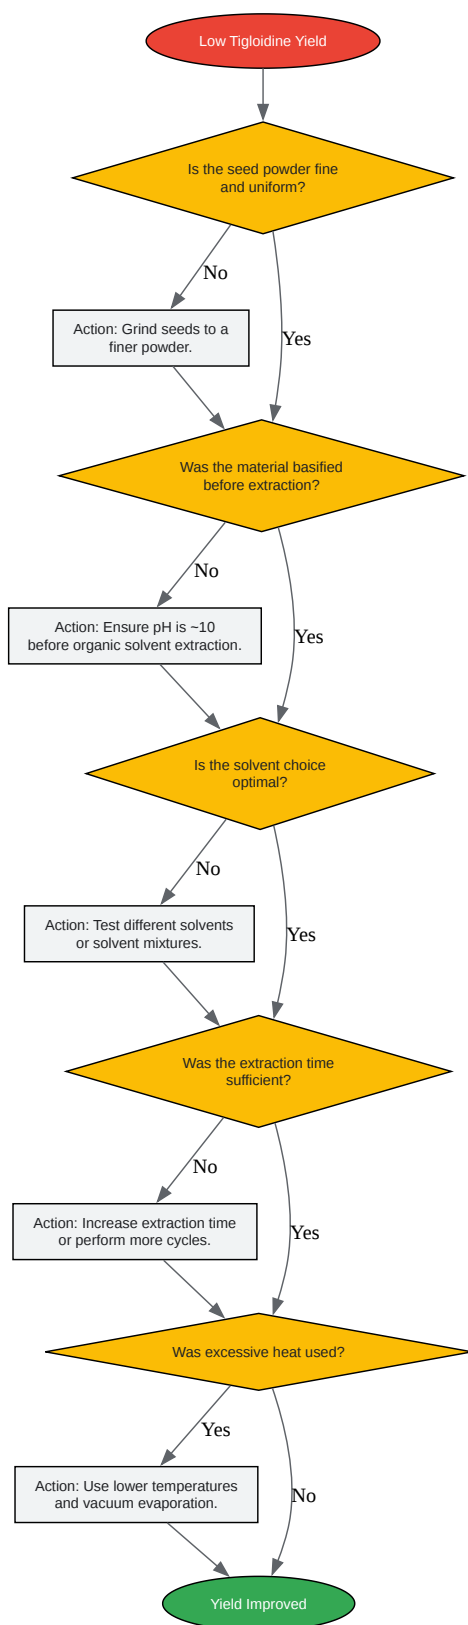 Low Tigloidine Yield
Is the seed powder fine
and uniform?
No
Yes
Action: Grind seeds to a
finer powder.
Was the material basified
before extraction?
No
Yes
Action: Ensure pH is ~10
before organic solvent extraction.
Is the solvent choice
optimal?
No
Yes
Action: Test different solvents
or solvent mixtures.
Was the extraction time
sufficient?
No
Yes
Action: Increase extraction time
or perform more cycles.
Was excessive heat used?
Yes
No
Action: Use lower temperatures
and vacuum evaporation.
Yield Improved